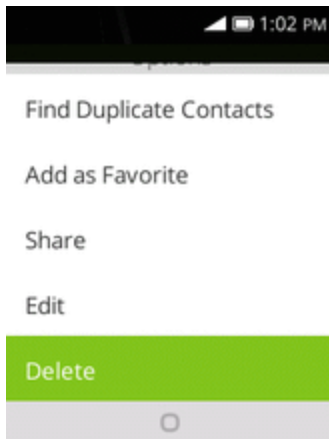 1:02 PM
Find Duplicate Contacts
Add as Favorite
Share
Edit
Delete